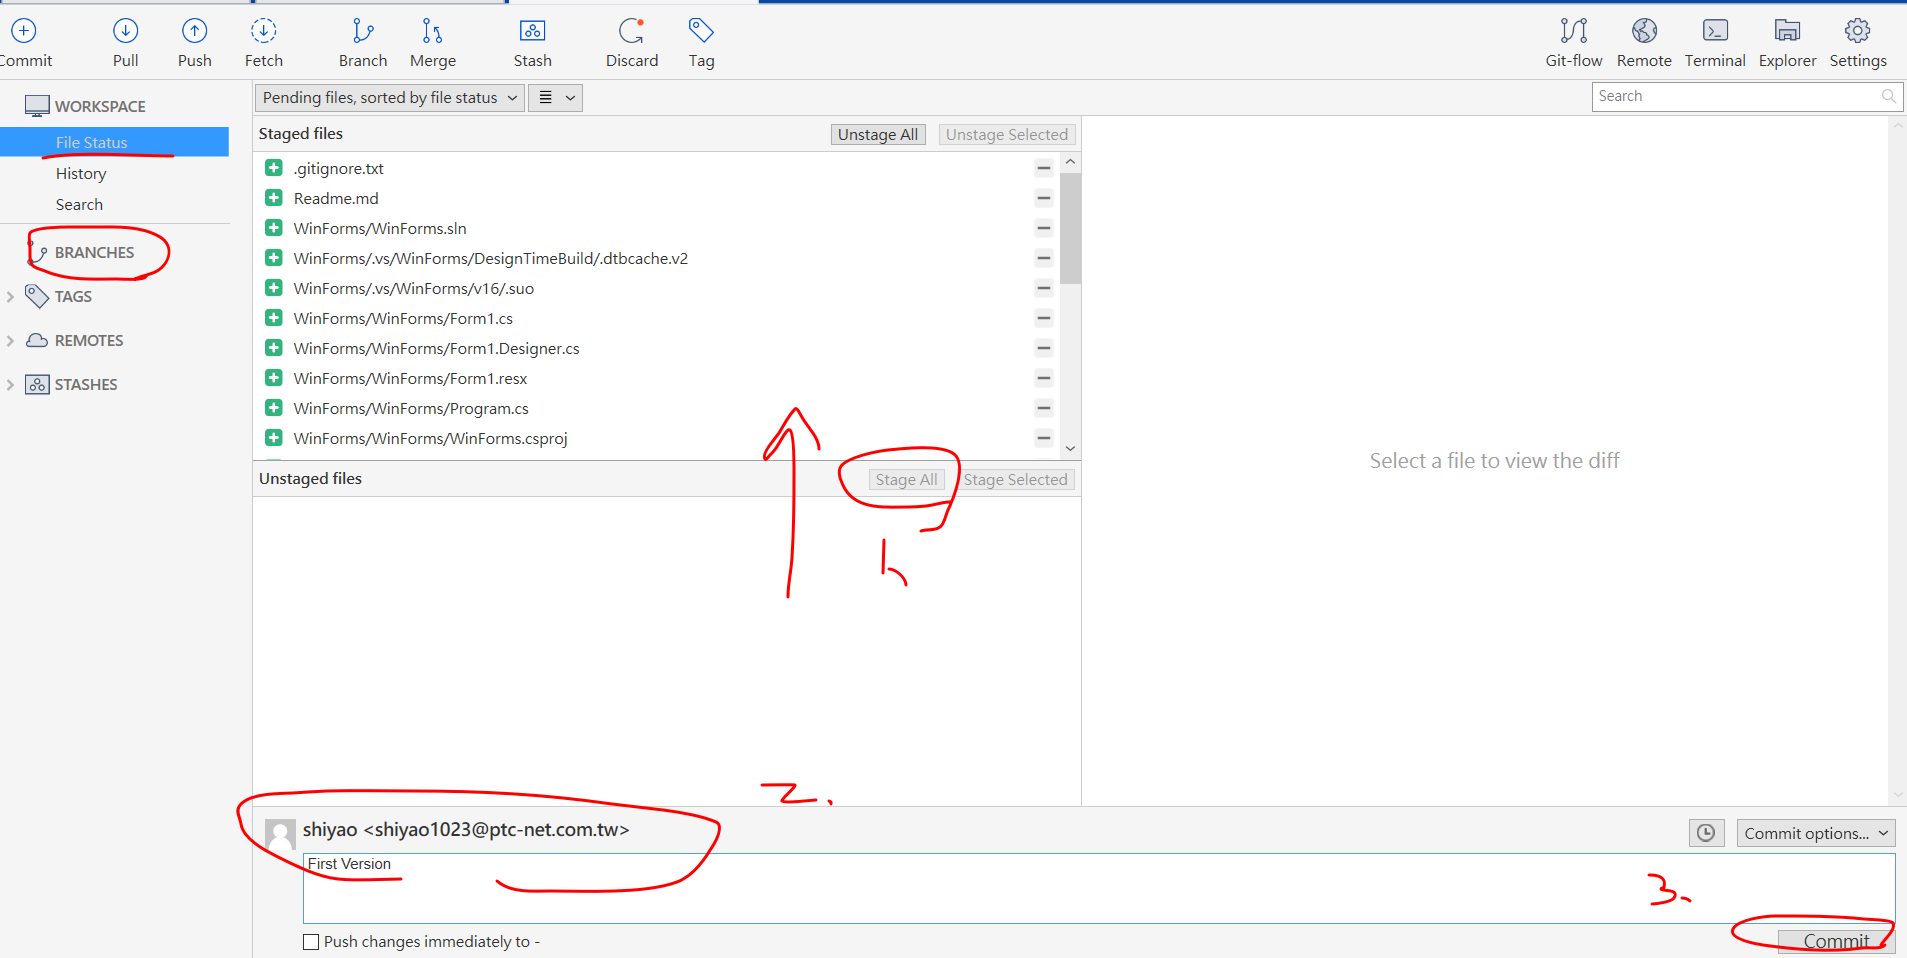 Commit Pull Push Fetch Branch Merge Stash Discard Tag Git-flow Remote Terminal Explorer Settings
WORKSPACE
File Status
History
Search
BRANCHES
TAGS
REMOTES
STASHES
Pending files, sorted by file status
Search
Staged files Unstage All Unstage Selected
.gitignore.txt
Readme.md
WinForms/WinForms.sln
WinForms/.vs/WinForms/DesignTimeBuild/.dtbcache.v2
WinForms/.vs/WinForms/v16/.suo
WinForms/WinForms/Form1.cs
WinForms/WinForms/Form1.Designer.cs
WinForms/WinForms/Form1.resx
WinForms/WinForms/Program.cs
WinForms/WinForms/WinForms.csproj
Unstaged files Stage All Stage Selected
1、
Select a file to view the diff
2.
shiyao <shiyao1023@ptc-net.com.tw>
Commit options...
First Version
3.
Push changes immediately to -
Commit